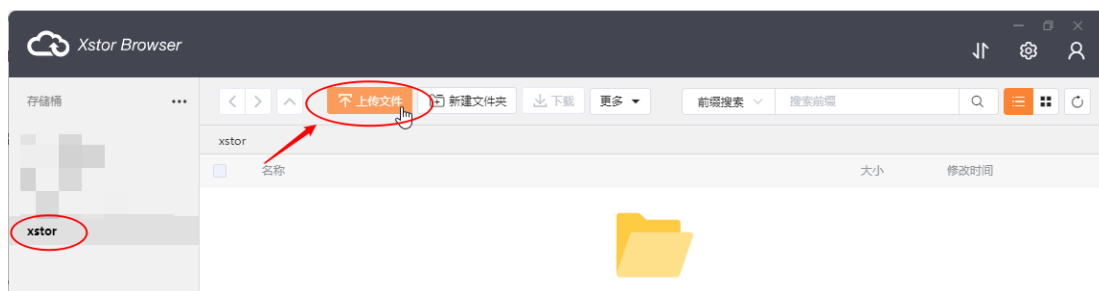 Xstor Browser
存储桶 •••
上传文件 新建文件夹 下载 更多 前缀搜索 搜索前缀
xstor
名称 大小 修改时间
xstor